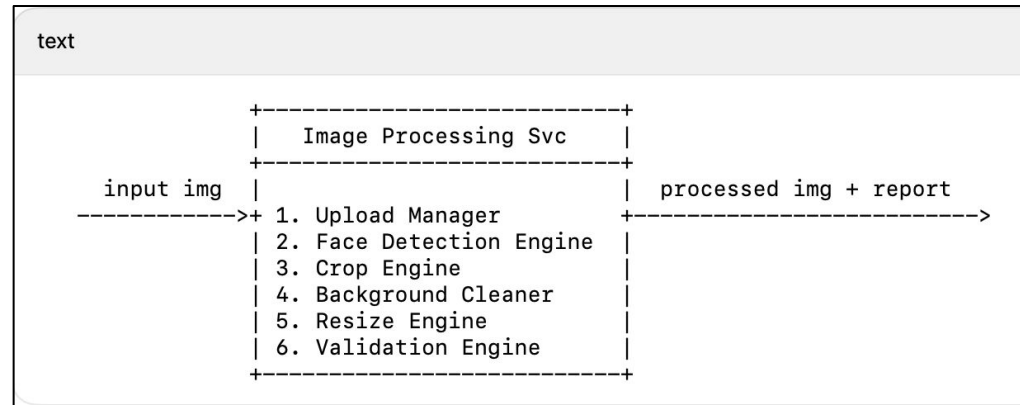 text
+---------------------------+
|   Image Processing Svc    |
+---------------------------+
input img  |                           |  processed img + report
------------>+ 1. Upload Manager         +-------------------------->
| 2. Face Detection Engine  |
| 3. Crop Engine            |
| 4. Background Cleaner     |
| 5. Resize Engine          |
| 6. Validation Engine      |
+---------------------------+